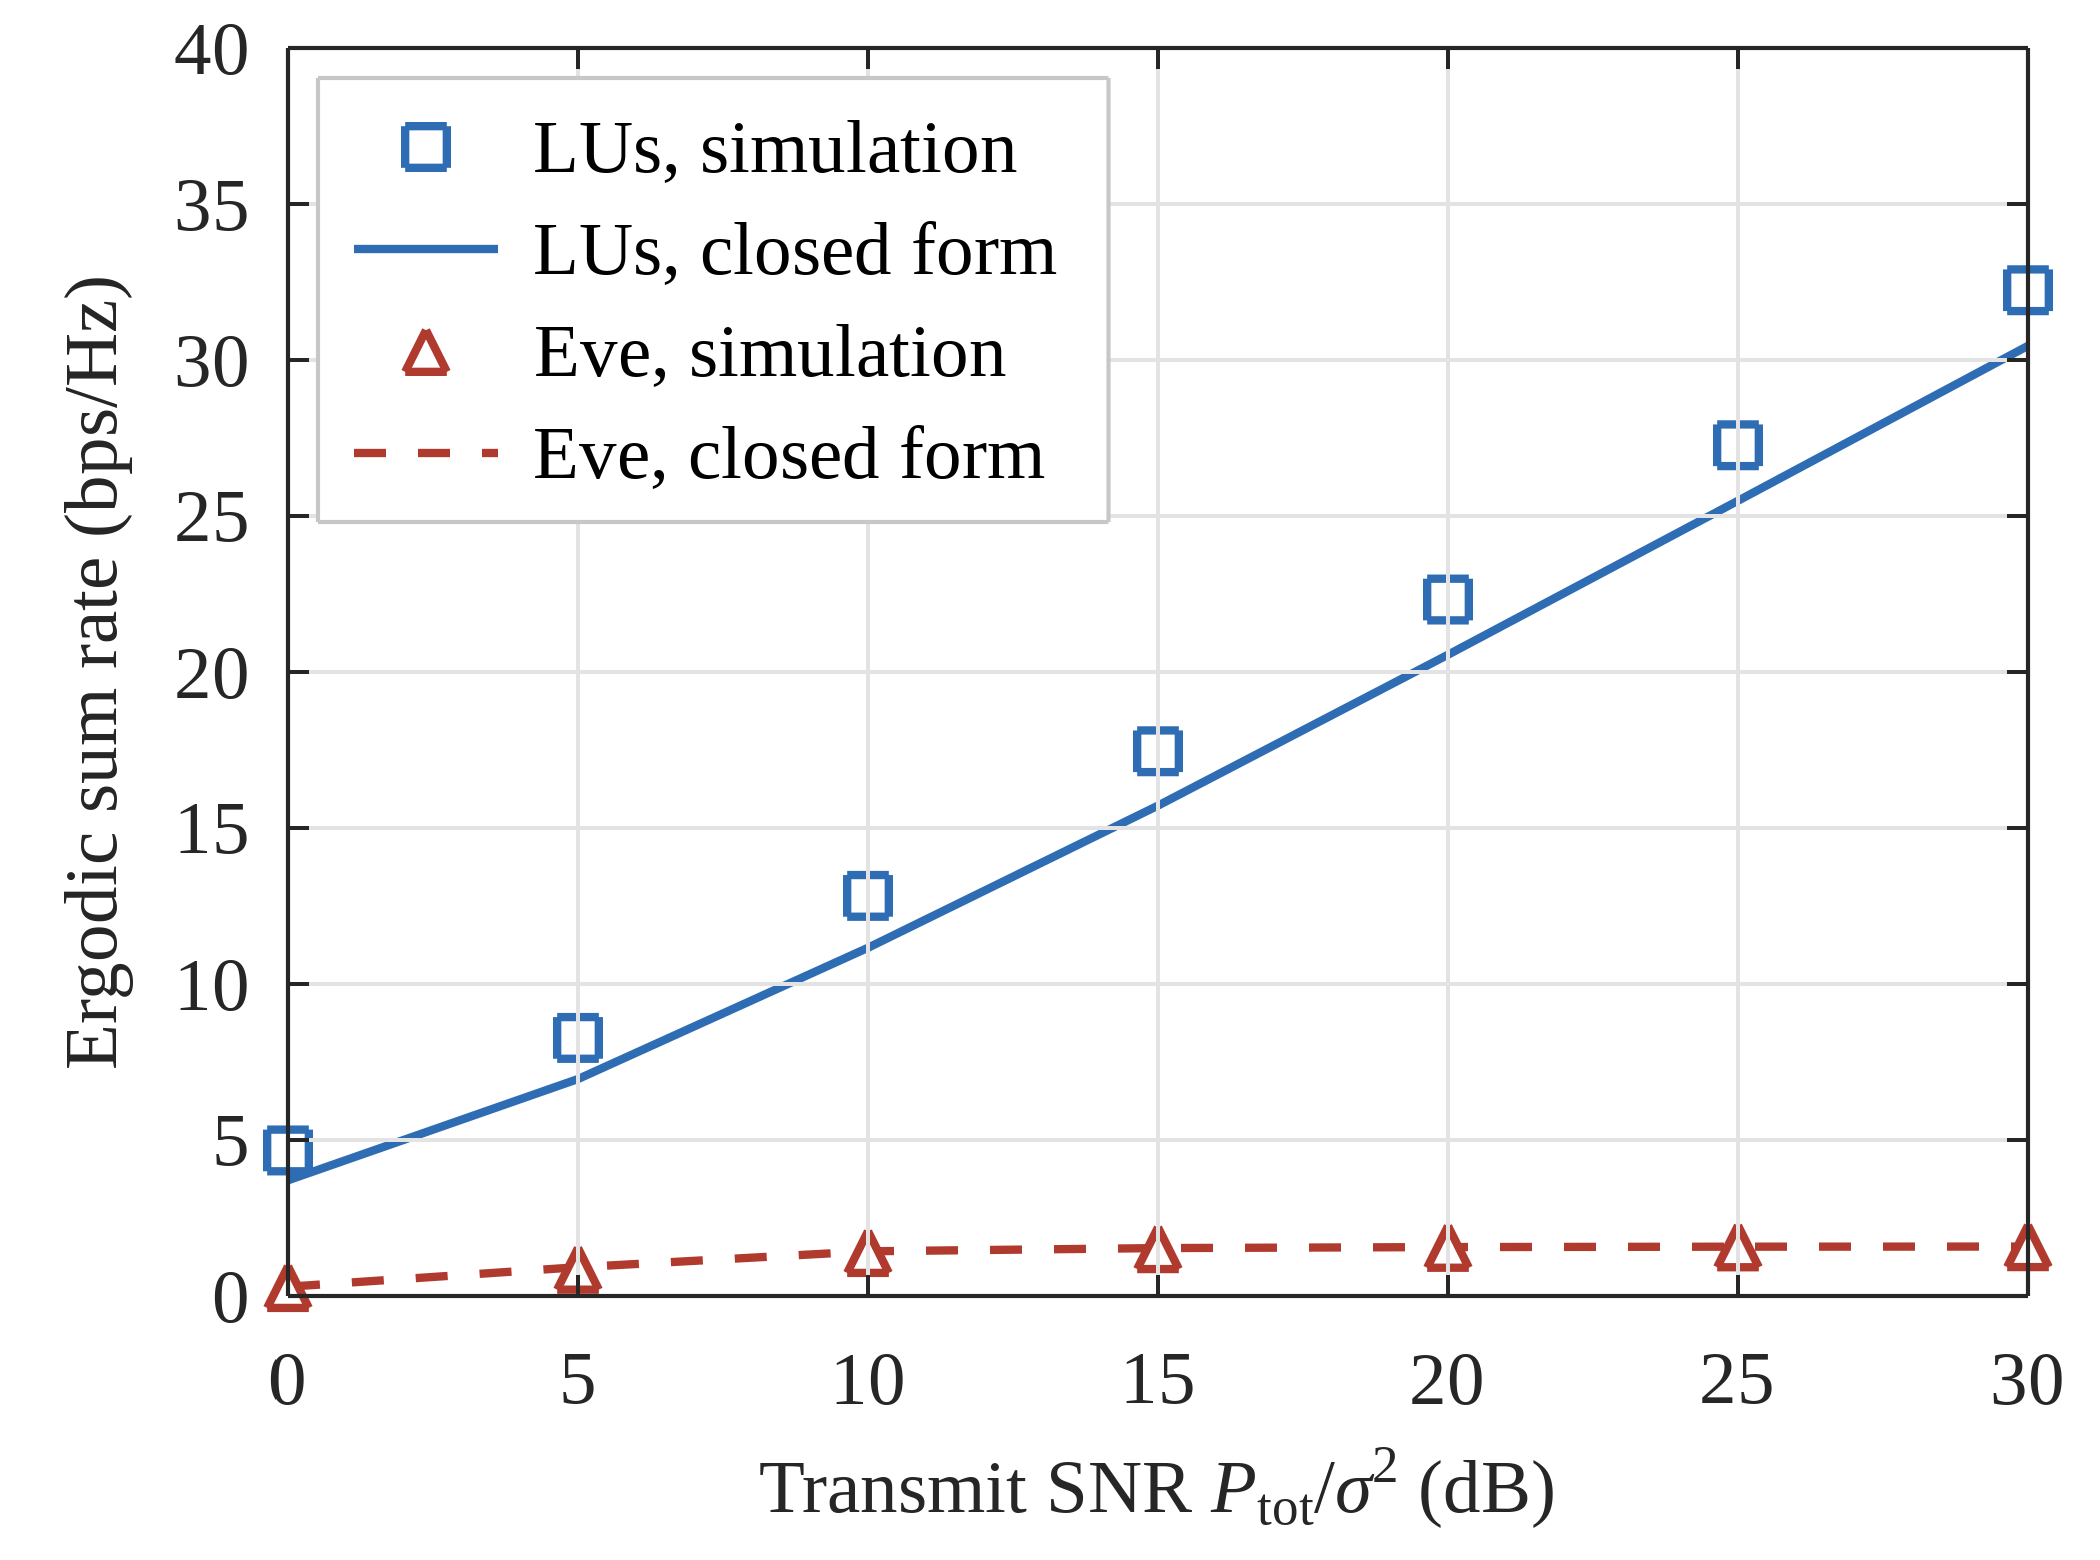 40
35
30
25
20
15
10
5
0
Ergodic sum rate (bps/Hz)
LUs, simulation
LUs, closed form
Eve, simulation
Eve, closed form
0 5 10 15 20 25 30
Transmit SNR P_tot/σ² (dB)